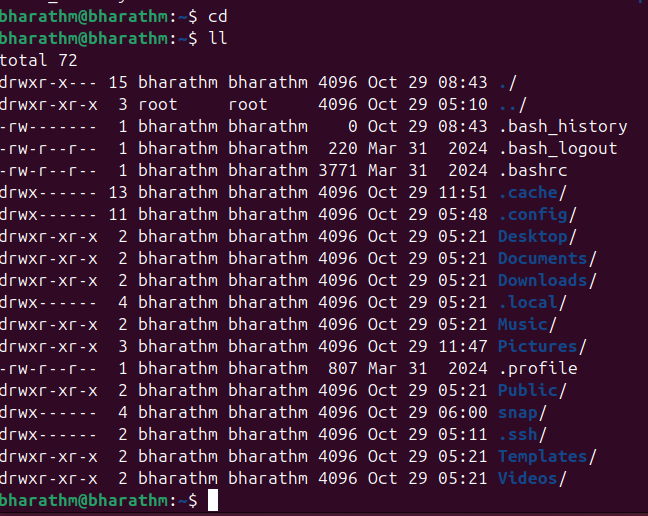 bharathm@bharathm:~$ cd
bharathm@bharathm:~$ ll
total 72
drwxr-x--- 15 bharathm bharathm 4096 Oct 29 08:43 ./
drwxr-xr-x  3 root     root     4096 Oct 29 05:10 ../
-rw-------  1 bharathm bharathm    0 Oct 29 08:43 .bash_history
-rw-r--r--  1 bharathm bharathm  220 Mar 31  2024 .bash_logout
-rw-r--r--  1 bharathm bharathm 3771 Mar 31  2024 .bashrc
drwx------ 13 bharathm bharathm 4096 Oct 29 11:51 .cache/
drwx------ 11 bharathm bharathm 4096 Oct 29 05:48 .config/
drwxr-xr-x  2 bharathm bharathm 4096 Oct 29 05:21 Desktop/
drwxr-xr-x  2 bharathm bharathm 4096 Oct 29 05:21 Documents/
drwxr-xr-x  2 bharathm bharathm 4096 Oct 29 05:21 Downloads/
drwx------  4 bharathm bharathm 4096 Oct 29 05:21 .local/
drwxr-xr-x  2 bharathm bharathm 4096 Oct 29 05:21 Music/
drwxr-xr-x  3 bharathm bharathm 4096 Oct 29 11:47 Pictures/
-rw-r--r--  1 bharathm bharathm  807 Mar 31  2024 .profile
drwxr-xr-x  2 bharathm bharathm 4096 Oct 29 05:21 Public/
drwx------  4 bharathm bharathm 4096 Oct 29 06:00 snap/
drwx------  2 bharathm bharathm 4096 Oct 29 05:11 .ssh/
drwxr-xr-x  2 bharathm bharathm 4096 Oct 29 05:21 Templates/
drwxr-xr-x  2 bharathm bharathm 4096 Oct 29 05:21 Videos/
bharathm@bharathm:~$